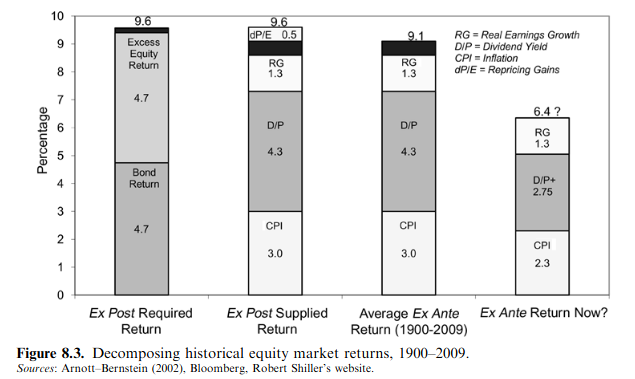 9.6
9.6
9.1
6.4 ?
RG = Real Earnings Growth
D/P = Dividend Yield
CPI = Inflation
dP/E = Repricing Gains
Percentage
10
9
8
7
6
5
4
3
2
1
0
Excess
Equity
Return
4.7
Bond
Return
4.7
dP/E 0.5
RG
1.3
D/P
4.3
CPI
3.0
RG
1.3
D/P
4.3
CPI
3.0
RG
1.3
D/P+
2.75
CPI
2.3
Ex Post Required
Return
Ex Post Supplied
Return
Average Ex Ante
Return (1900-2009)
Ex Ante Return Now?
Figure 8.3. Decomposing historical equity market returns, 1900–2009.
Sources: Arnott–Bernstein (2002), Bloomberg, Robert Shiller's website.